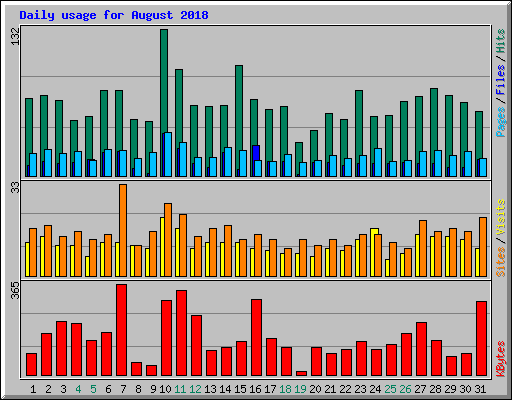 Daily usage for August 2018
132
Pages / Files / Hits
33
Sites / Visits
365
KBytes
1 2 3 4 5 6 7 8 9 10 11 12 13 14 15 16 17 18 19 20 21 22 23 24 25 26 27 28 29 30 31